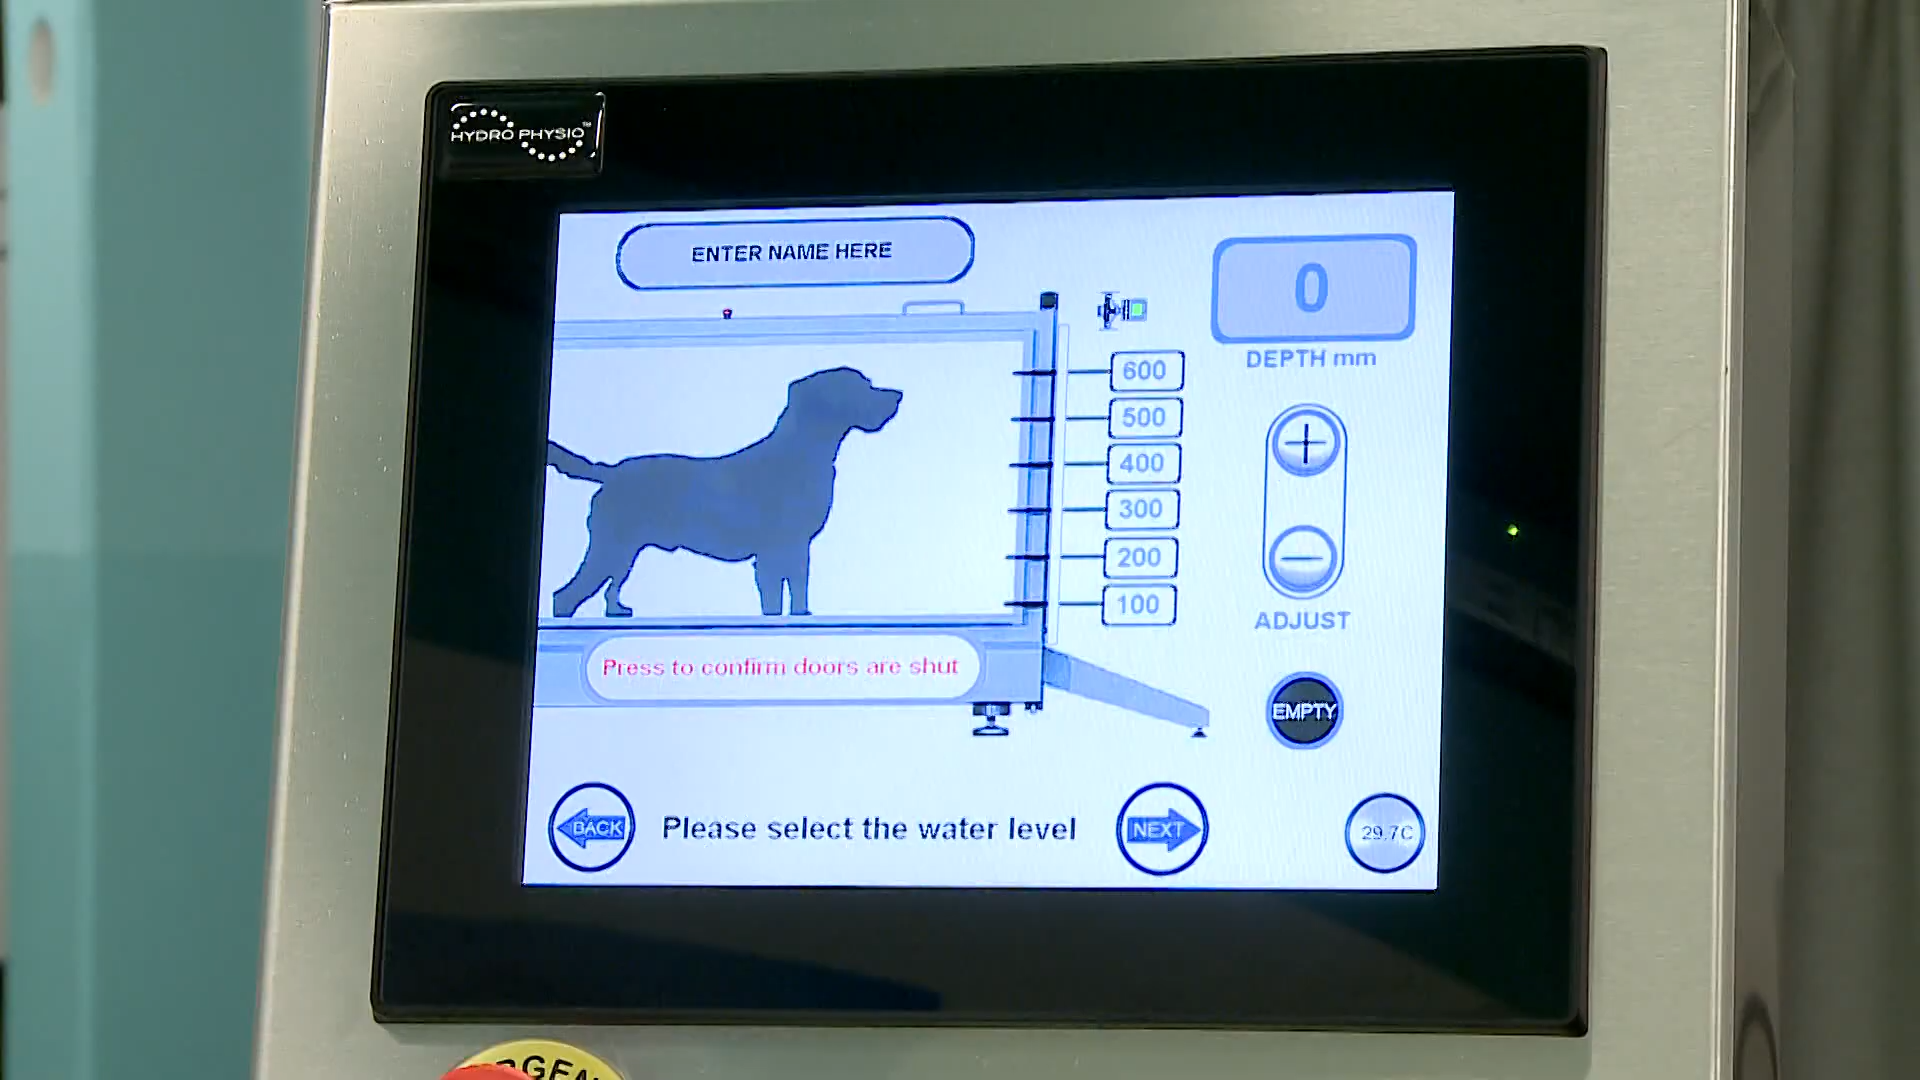 HYDRO PHYSIO™
ENTER NAME HERE
0
DEPTH mm
600
500
400
300
200
100
ADJUST
Press to confirm doors are shut
EMPTY
BACK
Please select the water level
NEXT
29.7C